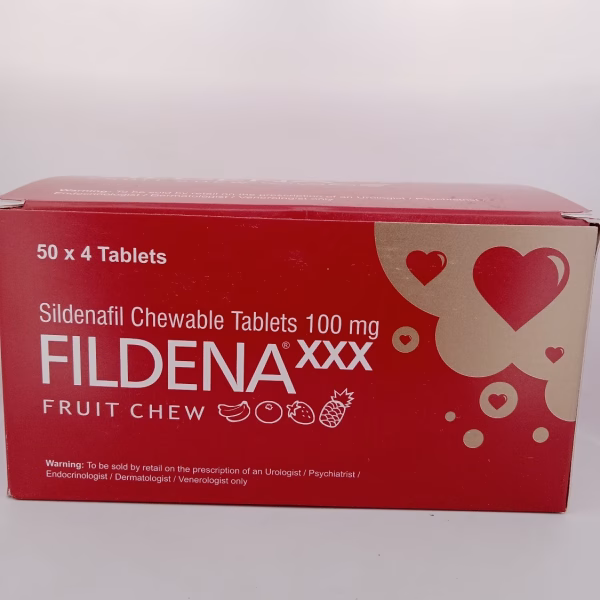 50 x 4 Tablets
Sildenafil Chewable Tablets 100 mg
FILDENA® XXX
FRUIT CHEW
Warning: To be sold by retail on the prescription of an Urologist / Psychiatrist /
Endocrinologist / Dermatologist / Venerologist only